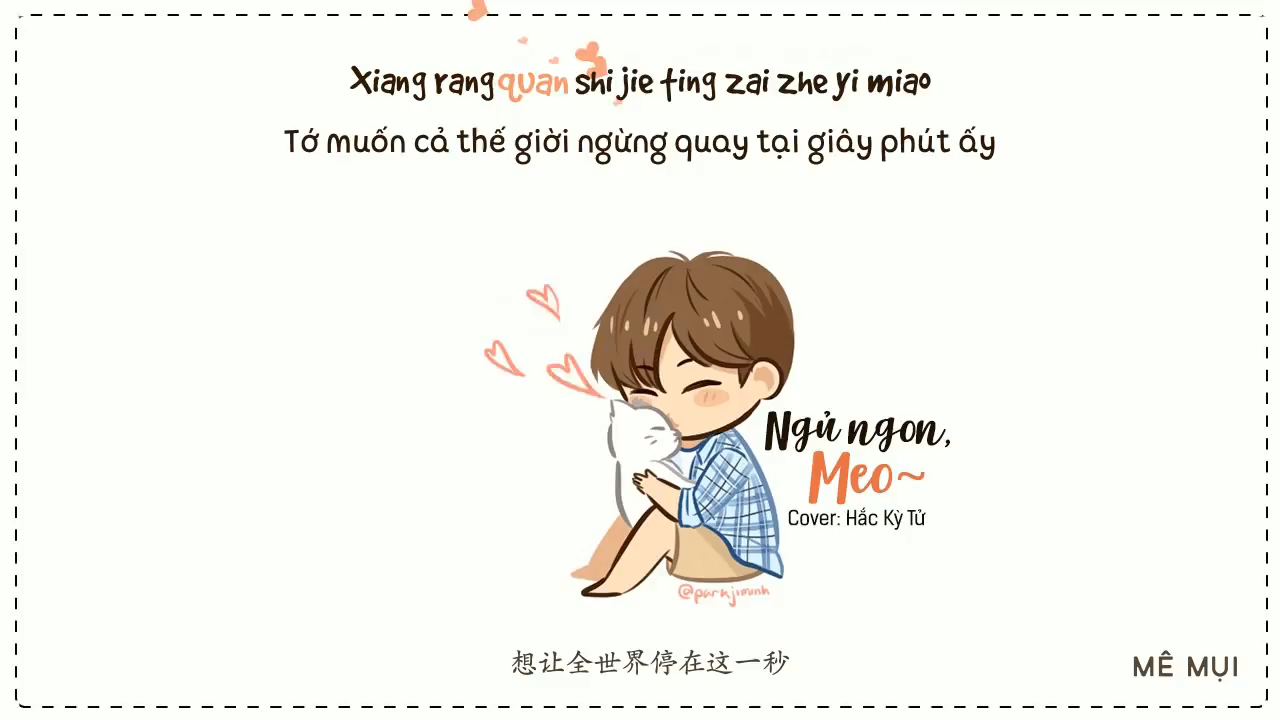 Xiang rang quan shi jie ting zai zhe yi miao
Tớ muốn cả thế giời ngừng quay tại giây phút ấy
Ngủ ngon,
Meo~
Cover: Hắc Kỳ Tử
@parkjiminh
想让全世界停在这一秒
MÊ MỤI